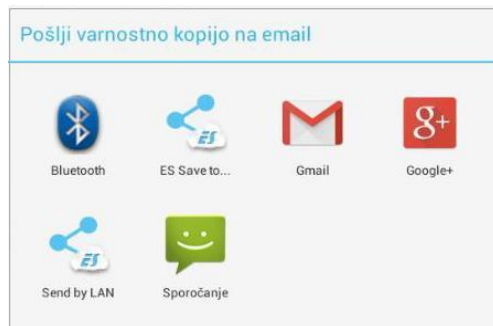 Pošlji varnostno kopijo na email
Bluetooth
ES Save to...
Gmail
Google+
Send by LAN
Sporočanje